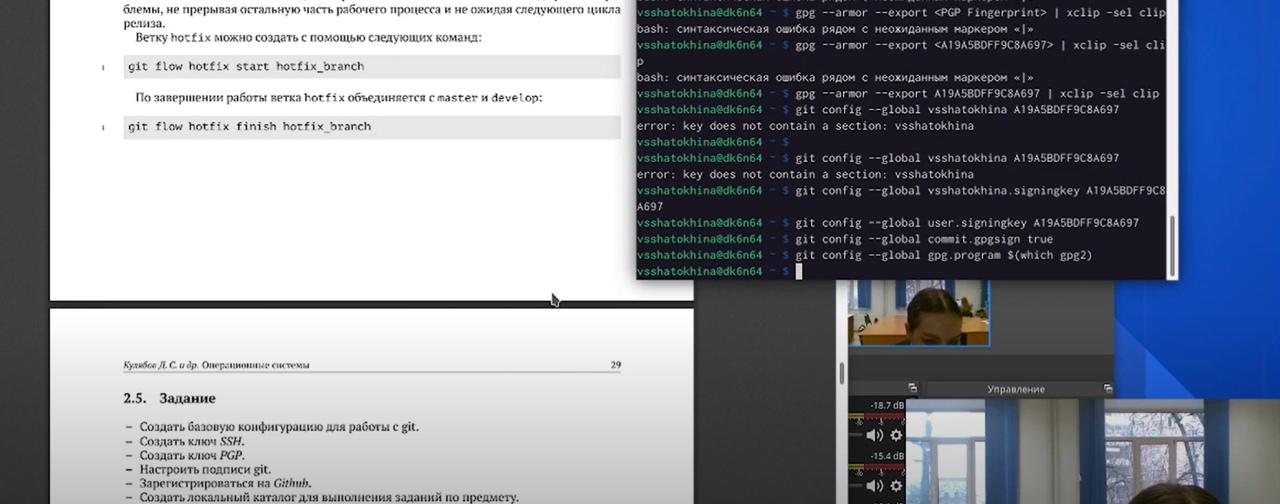 блемы, не прерывая остальную часть рабочего процесса и не ожидая следующего цикла
релиза.
Ветку hotfix можно создать с помощью следующих команд:
1 git flow hotfix start hotfix_branch
По завершении работы ветка hotfix объединяется с master и develop:
1 git flow hotfix finish hotfix_branch
Кулябов Д. С. и др. Операционные системы 29
2.5. Задание
– Создать базовую конфигурацию для работы с git.
– Создать ключ SSH.
– Создать ключ PGP.
– Настроить подписи git.
– Зарегистрироваться на Github.
– Создать локальный каталог для выполнения заданий по предмету.
vsshatokhina@dk6n64 ~ $ gpg --armor --export <PGP Fingerprint> | xclip -sel clip
bash: синтаксическая ошибка рядом с неожиданным маркером «|»
vsshatokhina@dk6n64 ~ $ gpg --armor --export <A19A5BDFF9C8A697> | xclip -sel cli
p
bash: синтаксическая ошибка рядом с неожиданным маркером «|»
vsshatokhina@dk6n64 ~ $ gpg --armor --export A19A5BDFF9C8A697 | xclip -sel clip
vsshatokhina@dk6n64 ~ $ git config --global vsshatokhina A19A5BDFF9C8A697
error: key does not contain a section: vsshatokhina
vsshatokhina@dk6n64 ~ $
vsshatokhina@dk6n64 ~ $ git config --global vsshatokhina A19A5BDFF9C8A697
error: key does not contain a section: vsshatokhina
vsshatokhina@dk6n64 ~ $ git config --global vsshatokhina.signingkey A19A5BDFF9C8
A697
vsshatokhina@dk6n64 ~ $ git config --global user.signingkey A19A5BDFF9C8A697
vsshatokhina@dk6n64 ~ $ git config --global commit.gpgsign true
vsshatokhina@dk6n64 ~ $ git config --global gpg.program $(which gpg2)
vsshatokhina@dk6n64 ~ $
Управление
-18.7 dB
-15.4 dB